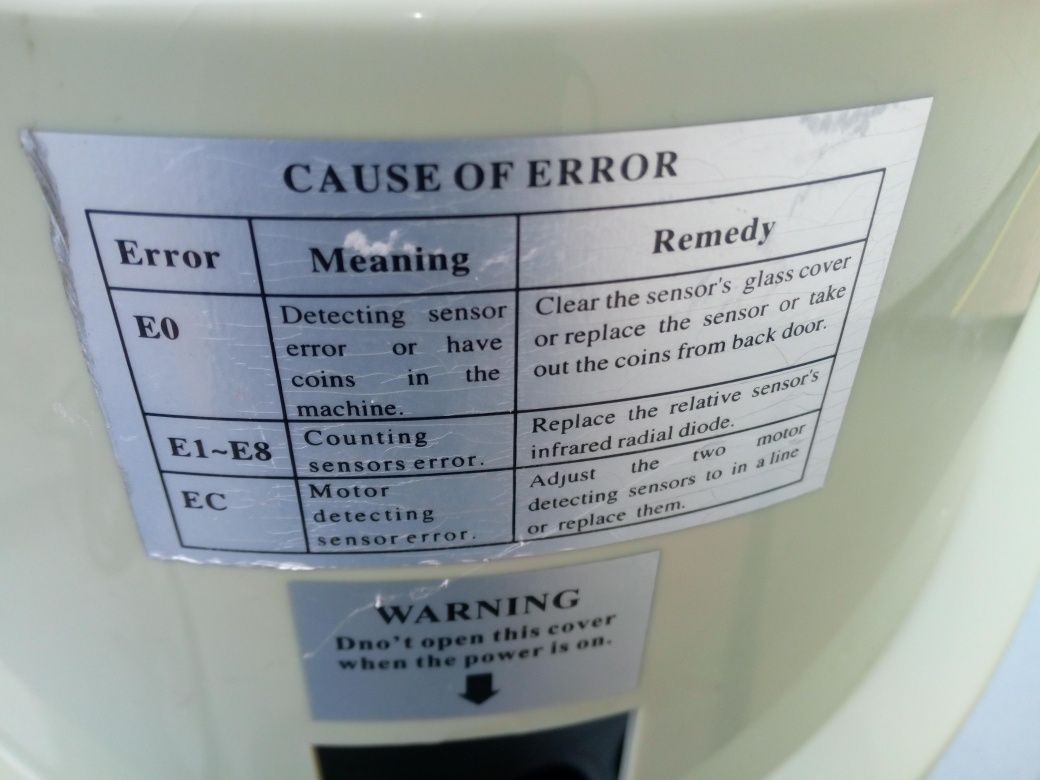 CAUSE OF ERROR
Error Meaning Remedy
E0
Detecting sensor
error or have
coins in the
machine.
Clear the sensor's glass cover
or replace the sensor or take
out the coins from back door.
E1~E8
Counting
sensors error.
Replace the relative sensor's
infrared radial diode.
EC
Motor
detecting
sensor error.
Adjust the two motor
detecting sensors to in a line
or replace them.
WARNING
Dno't open this cover
when the power is on.